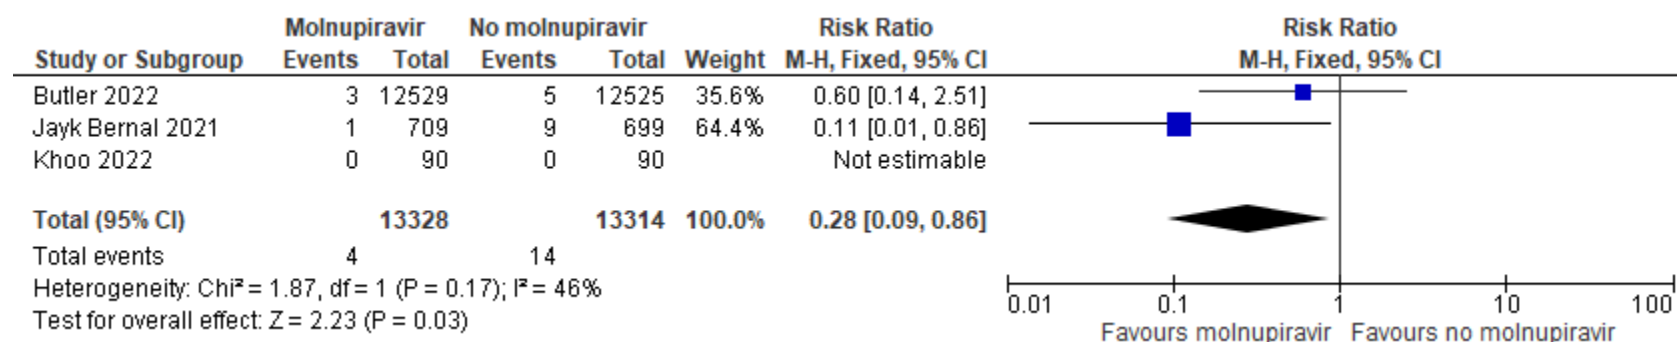 Molnupiravir No molnupiravir Risk Ratio Risk Ratio
Study or Subgroup Events Total Events Total Weight M-H, Fixed, 95% CI M-H, Fixed, 95% CI
Butler 2022 3 12529 5 12525 35.6% 0.60 [0.14, 2.51]
Jayk Bernal 2021 1 709 9 699 64.4% 0.11 [0.01, 0.86]
Khoo 2022 0 90 0 90 Not estimable
Total (95% CI) 13328 13314 100.0% 0.28 [0.09, 0.86]
Total events 4 14
Heterogeneity: Chi² = 1.87, df = 1 (P = 0.17); I² = 46%
Test for overall effect: Z = 2.23 (P = 0.03)
0.01 0.1 1 10 100
Favours molnupiravir Favours no molnupiravir